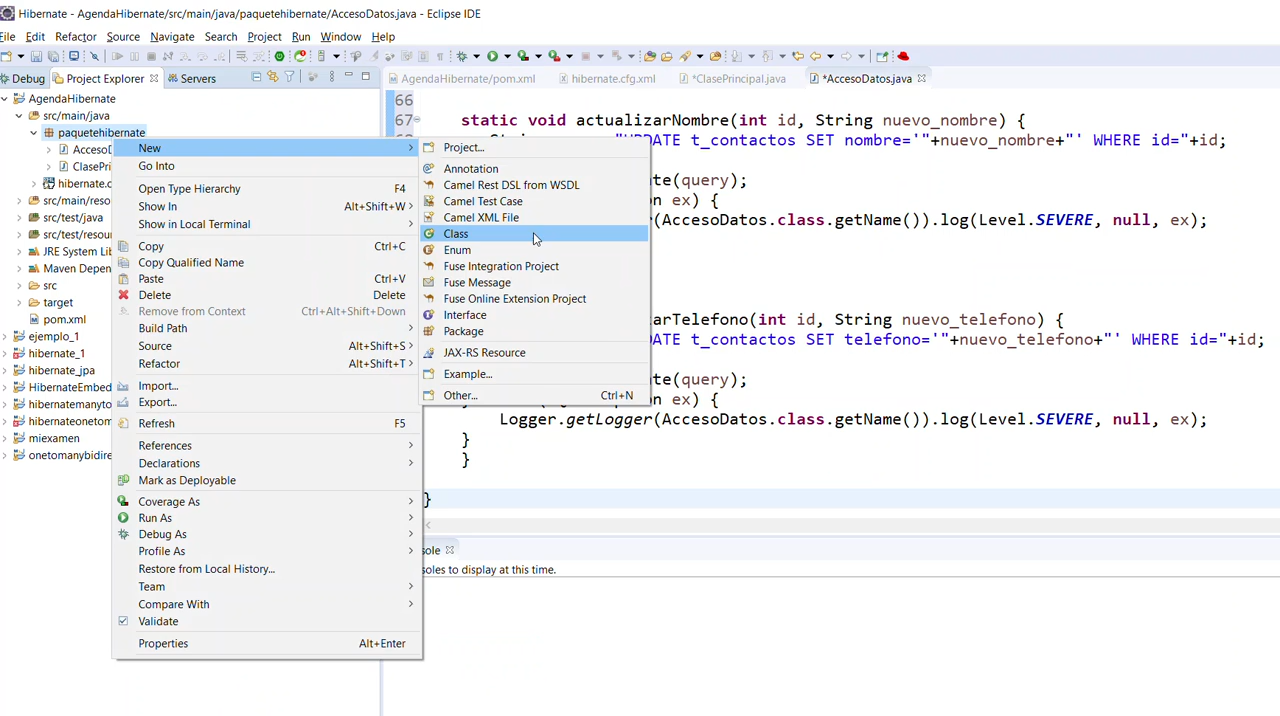 Hibernate - AgendaHibernate/src/main/java/paquetehibernate/AccesoDatos.java - Eclipse IDE
File Edit Refactor Source Navigate Search Project Run Window Help
Debug Project Explorer Servers
AgendaHibernate/pom.xml hibernate.cfg.xml *ClasePrincipal.java *AccesoDatos.java
AgendaHibernate
src/main/java
paquetehibernate
Acceso
ClasePri
hibernate.c
src/main/reso
src/test/java
src/test/resou
JRE System Lib
Maven Depen
src
target
pom.xml
ejemplo_1
hibernate_1
hibernate_jpa
HibernateEmbed
hibernatemanyto
hibernateonetom
miexamen
onetomanybidire
New
Go Into
Open Type Hierarchy F4
Show In Alt+Shift+W
Show in Local Terminal
Copy Ctrl+C
Copy Qualified Name
Paste Ctrl+V
Delete Delete
Remove from Context Ctrl+Alt+Shift+Down
Build Path
Source Alt+Shift+S
Refactor Alt+Shift+T
Import...
Export...
Refresh F5
References
Declarations
Mark as Deployable
Coverage As
Run As
Debug As
Profile As
Restore from Local History...
Team
Compare With
Validate
Properties Alt+Enter
Project...
Annotation
Camel Rest DSL from WSDL
Camel Test Case
Camel XML File
Class
Enum
Fuse Integration Project
Fuse Message
Fuse Online Extension Project
Interface
Package
JAX-RS Resource
Example...
Other... Ctrl+N
66
67 static void actualizarNombre(int id, String nuevo_nombre) {
DATE t_contactos SET nombre='"+nuevo_nombre+"' WHERE id="+id;
te(query);
n ex) {
(AccesoDatos.class.getName()).log(Level.SEVERE, null, ex);
arTelefono(int id, String nuevo_telefono) {
DATE t_contactos SET telefono='"+nuevo_telefono+"' WHERE id="+id;
te(query);
on ex) {
Logger.getLogger(AccesoDatos.class.getName()).log(Level.SEVERE, null, ex);
}
}
}
sole
soles to display at this time.